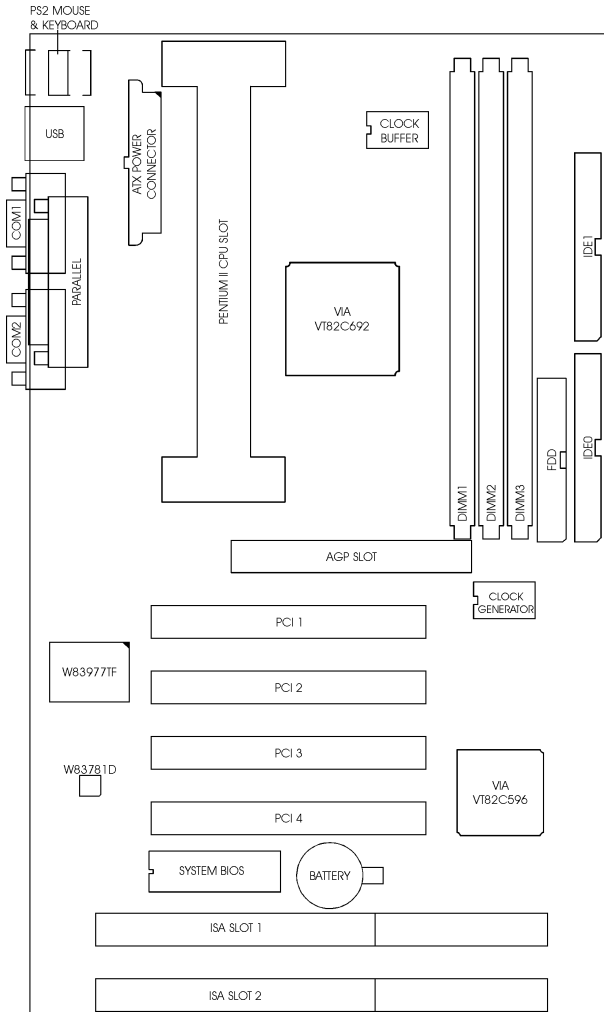 PS2 MOUSE
& KEYBOARD
USB
ATX POWER
CONNECTOR
PENTIUM II CPU SLOT
CLOCK
BUFFER
COM1
COM2
PARALLEL
VIA
VT82C692
IDE1
DIMM1
DIMM2
DIMM3
FDD
IDE0
AGP SLOT
CLOCK
GENERATOR
PCI 1
W83977TF
PCI 2
PCI 3
W83781D
VIA
VT82C596
PCI 4
SYSTEM BIOS
BATTERY
ISA SLOT 1
ISA SLOT 2